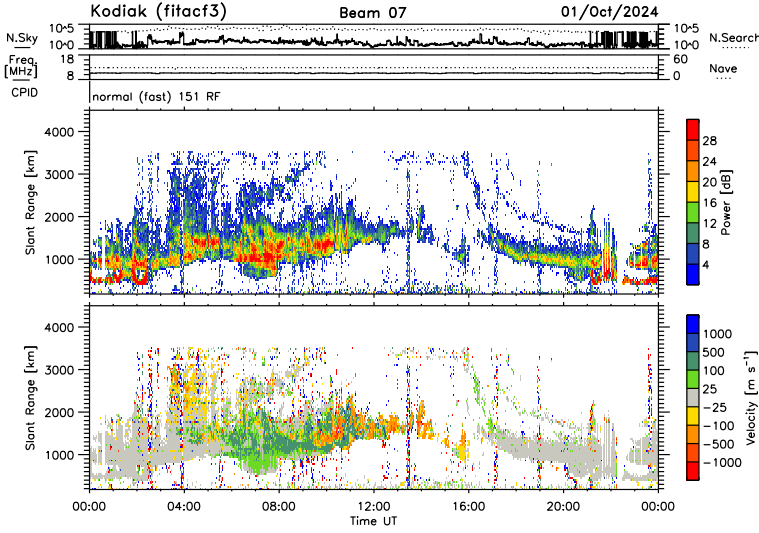 Kodiak (fitacf3) Beam 07 01/Oct/2024
N.Sky 10+5 10+0 10+5 10+0 N.Search
Freq. [MHz] 18 8 60 0 Nave
CPID normal (fast) 151 RF
Slant Range [km] 4000 3000 2000 1000
Power [dB] 28 24 20 16 12 8 4
Slant Range [km] 4000 3000 2000 1000
Velocity [m s⁻¹] 1000 500 100 25 −25 −100 −500 −1000
00:00 04:00 08:00 12:00 16:00 20:00 00:00
Time UT